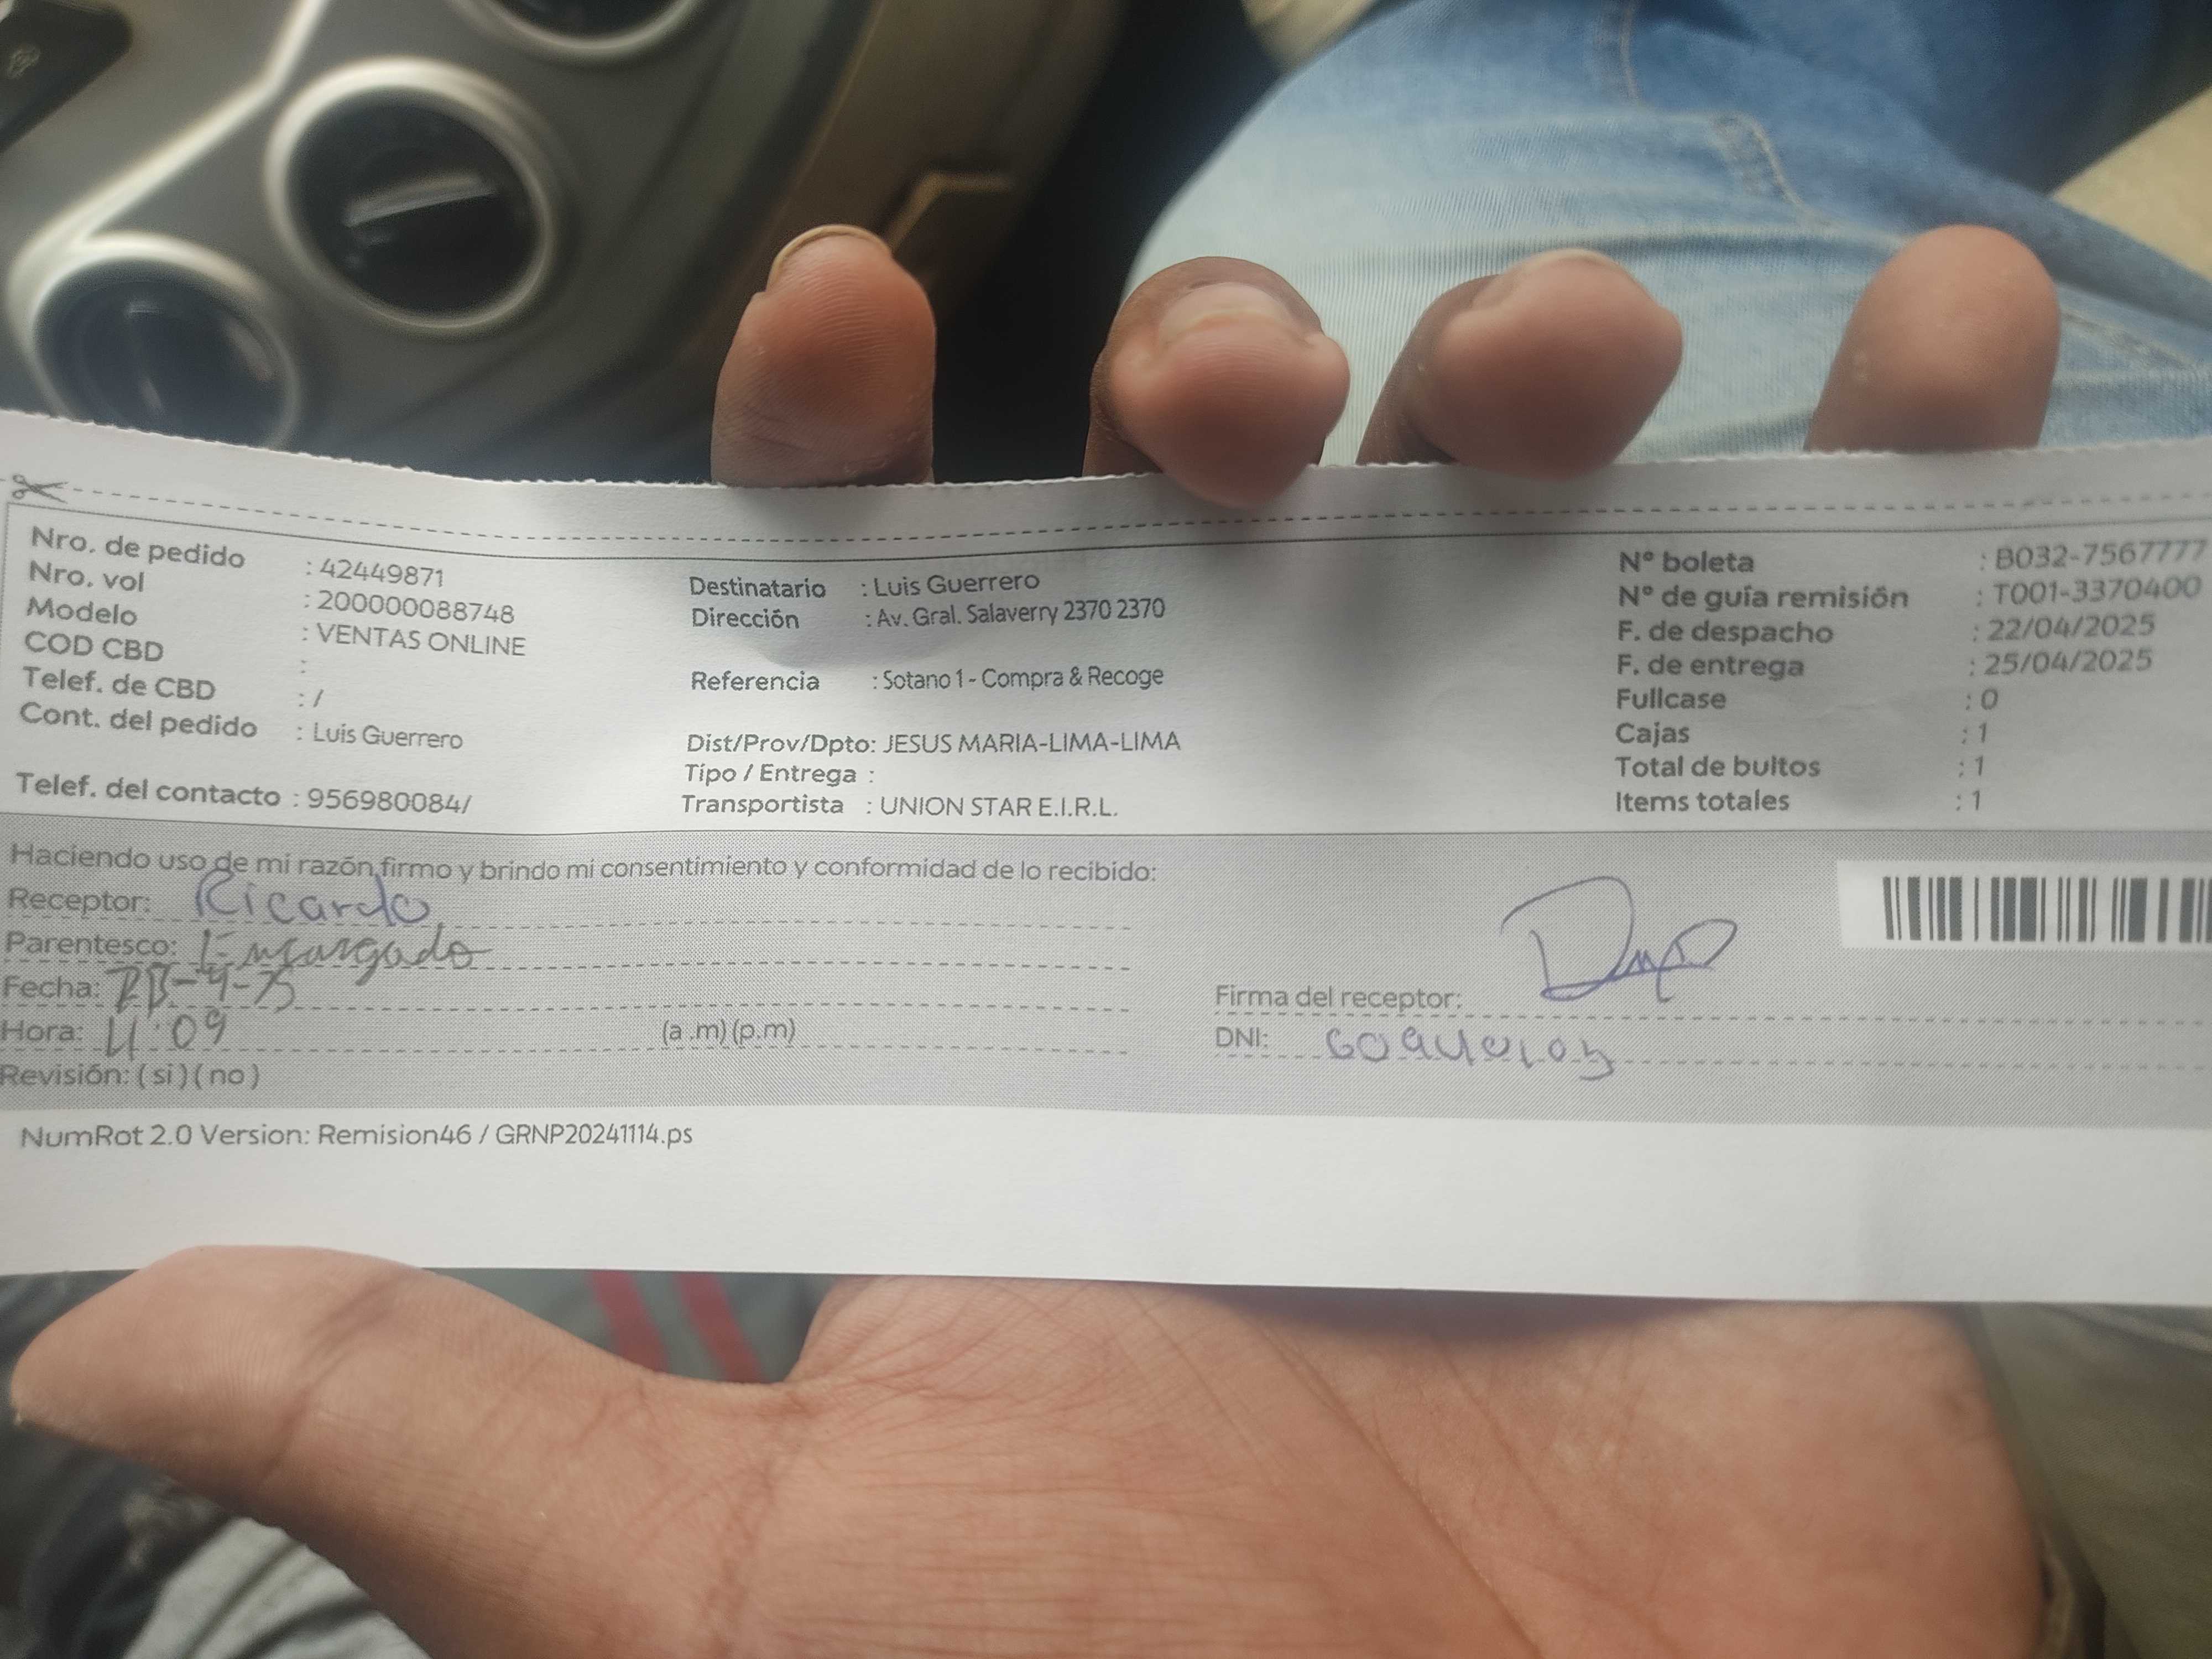 Nro. de pedido : 42449871
Nro. vol : 200000088748
Modelo : VENTAS ONLINE
COD CBD :
Telef. de CBD : /
Cont. del pedido : Luis Guerrero
Telef. del contacto : 956980084/
Destinatario : Luis Guerrero
Dirección : Av. Gral. Salaverry 2370 2370
Referencia : Sotano 1 - Compra & Recoge
Dist/Prov/Dpto: JESUS MARIA-LIMA-LIMA
Tipo / Entrega :
Transportista : UNION STAR E.I.R.L.
N° boleta : B032-7567777
N° de guía remisión : T001-3370400
F. de despacho : 22/04/2025
F. de entrega : 25/04/2025
Fullcase : 0
Cajas : 1
Total de bultos : 1
Items totales : 1
Haciendo uso de mi razón,firmo y brindo mi consentimiento y conformidad de lo recibido:
Receptor: Ricardo
Parentesco: Encargado
Fecha:
Hora: (a .m) (p.m)
Revisión: ( si ) ( no )
Firma del receptor:
DNI:
NumRot 2.0 Version: Remision46 / GRNP20241114.ps